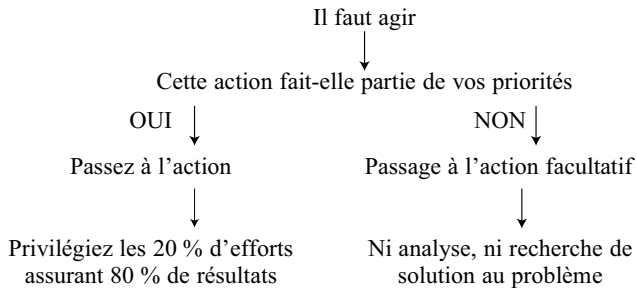 Il faut agir
Cette action fait-elle partie de vos priorités
OUI
NON
Passez à l’action
Passage à l’action facultatif
Privilégiez les 20 % d’efforts
assurant 80 % de résultats
Ni analyse, ni recherche de
solution au problème